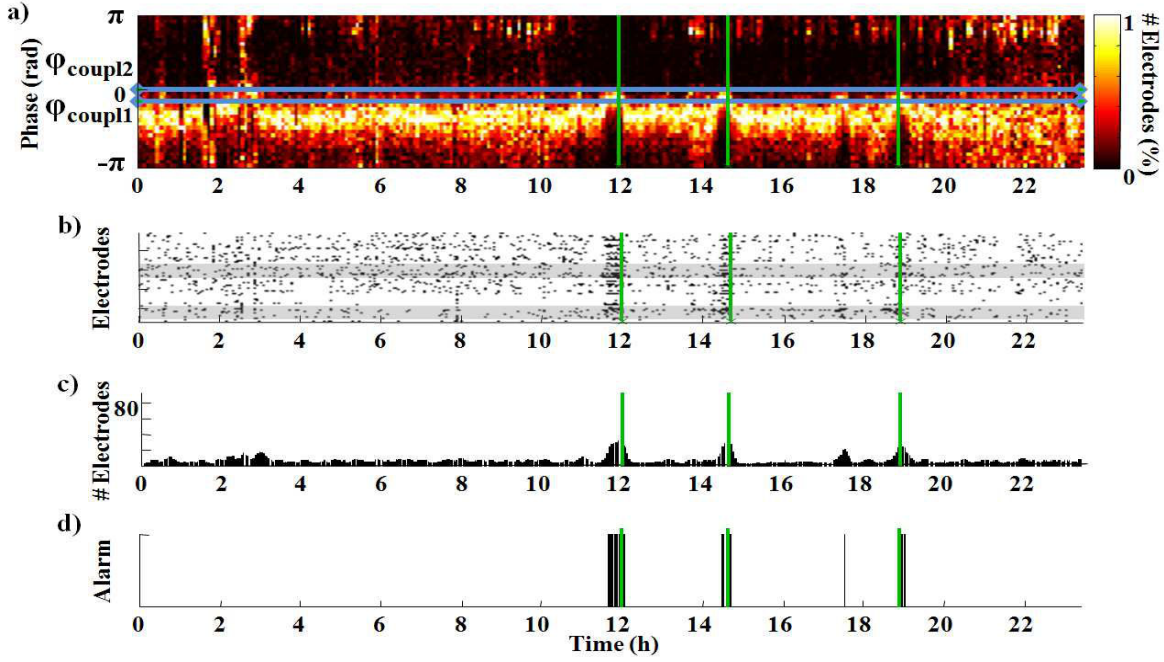 a)
π
φcoupl2
0
φcoupl1
-π
Phase (rad)
1
0
# Electrodes (%)
0 2 4 6 8 10 12 14 16 18 20 22
b)
Electrodes
0 2 4 6 8 10 12 14 16 18 20 22
c)
80
# Electrodes
0 2 4 6 8 10 12 14 16 18 20 22
d)
Alarm
0 2 4 6 8 10 12 14 16 18 20 22
Time (h)